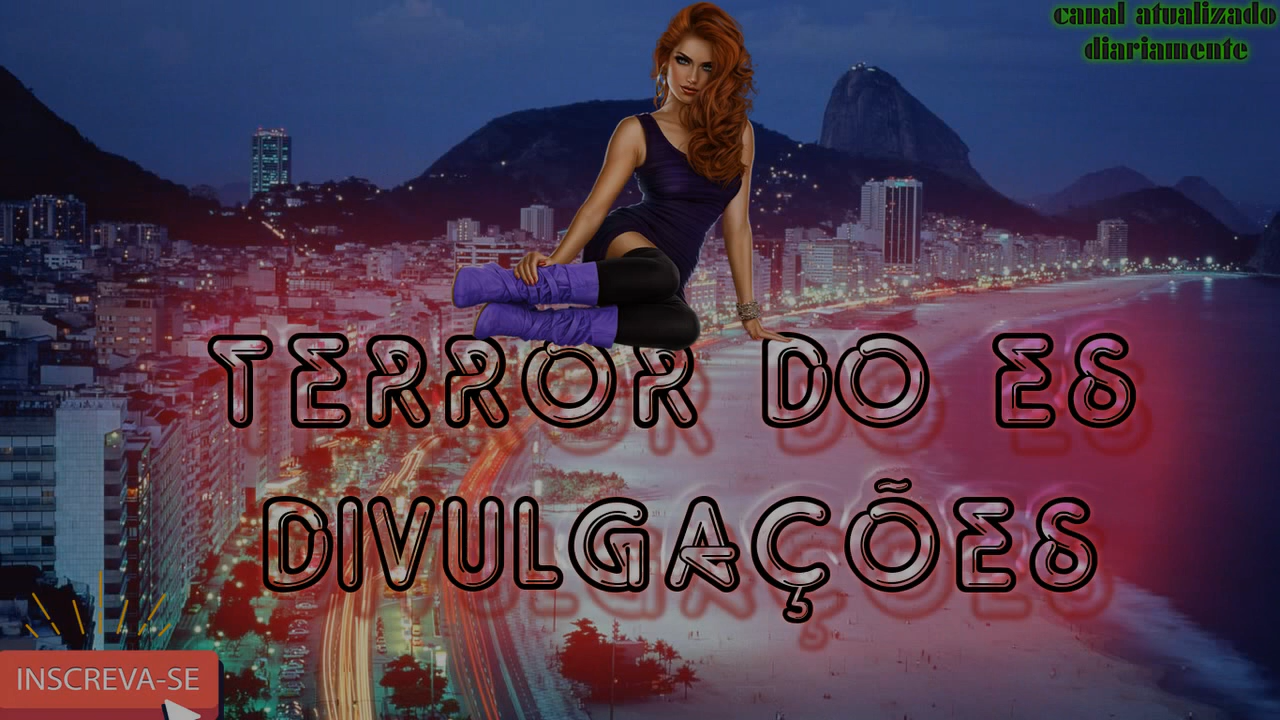 canal atualizado
diariamente
TERROR DO ES
DIVULGAÇÕES
INSCREVA-SE